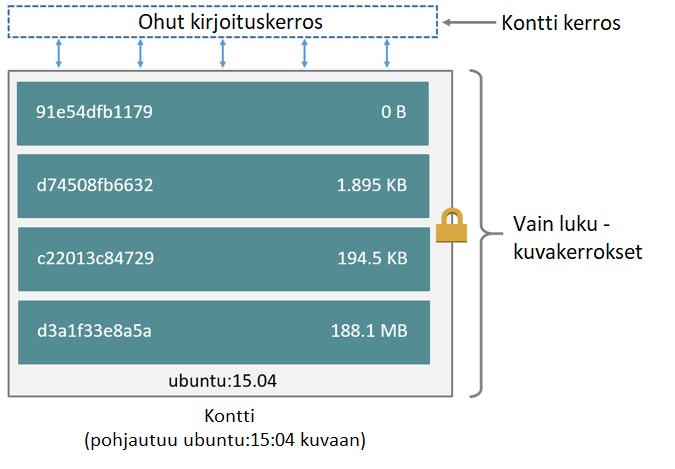 Ohut kirjoituskerros
Kontti kerros
91e54dfb1179 0 B
d74508fb6632 1.895 KB
c22013c84729 194.5 KB
d3a1f33e8a5a 188.1 MB
ubuntu:15.04
Vain luku -
kuvakerrokset
Kontti
(pohjautuu ubuntu:15:04 kuvaan)